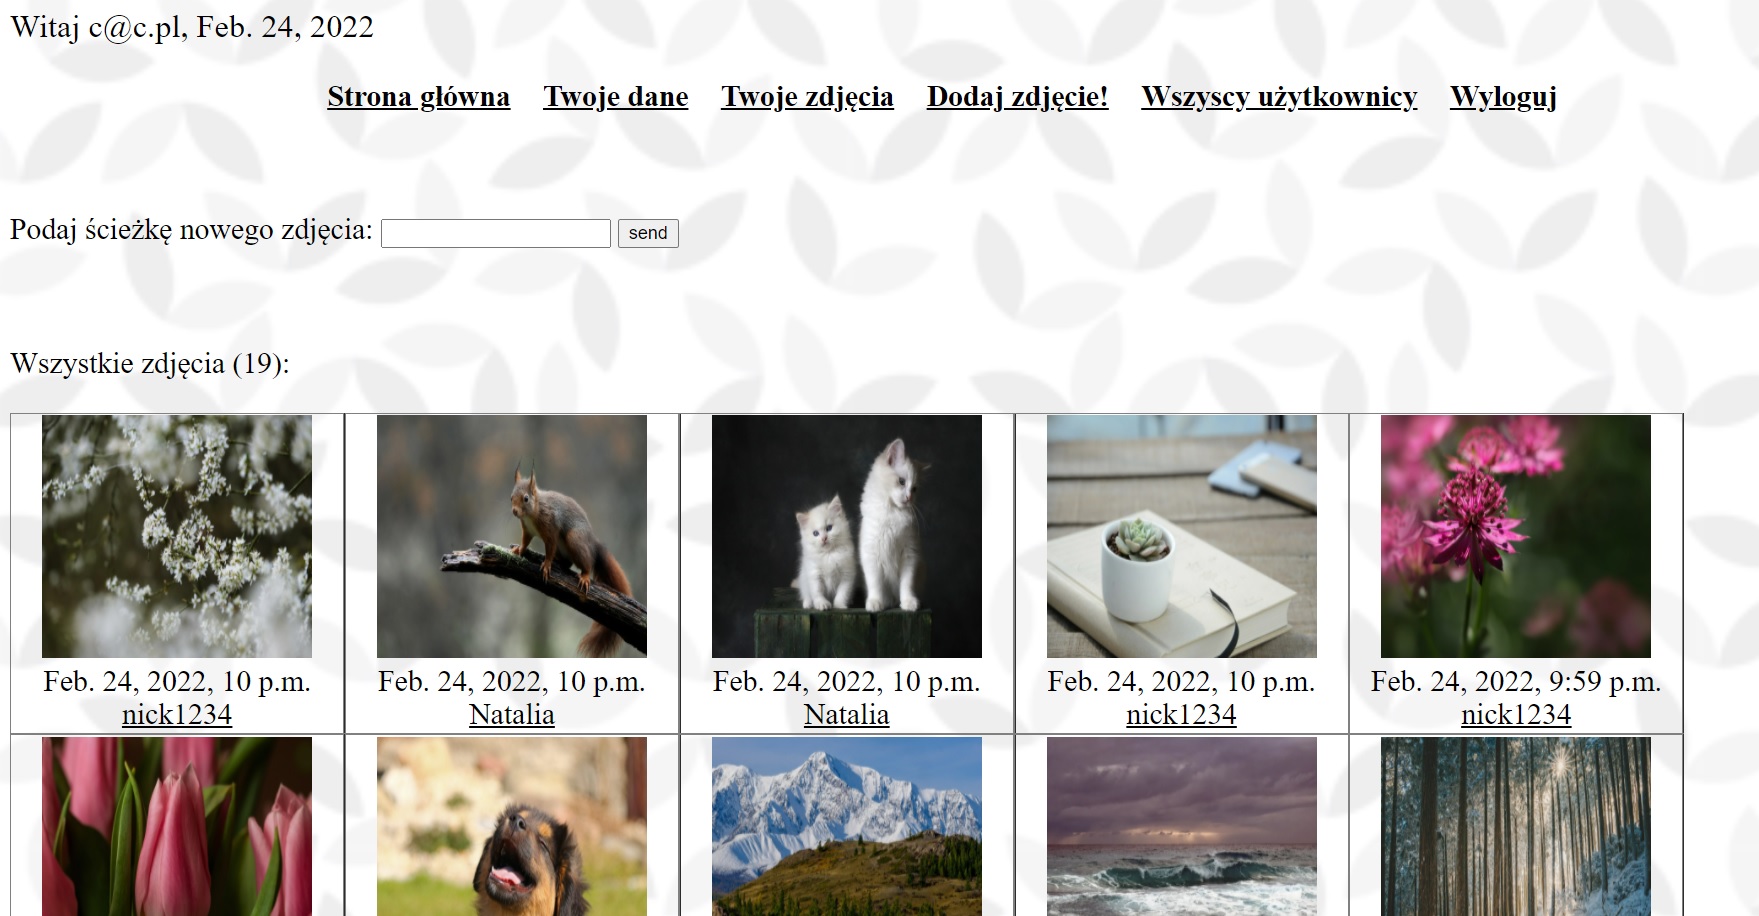 Witaj c@c.pl, Feb. 24, 2022
Strona główna Twoje dane Twoje zdjęcia Dodaj zdjęcie! Wszyscy użytkownicy Wyloguj
Podaj ścieżkę nowego zdjęcia: send
Wszystkie zdjęcia (19):
Feb. 24, 2022, 10 p.m. Feb. 24, 2022, 10 p.m. Feb. 24, 2022, 10 p.m. Feb. 24, 2022, 10 p.m. Feb. 24, 2022, 9:59 p.m.
nick1234 Natalia Natalia nick1234 nick1234